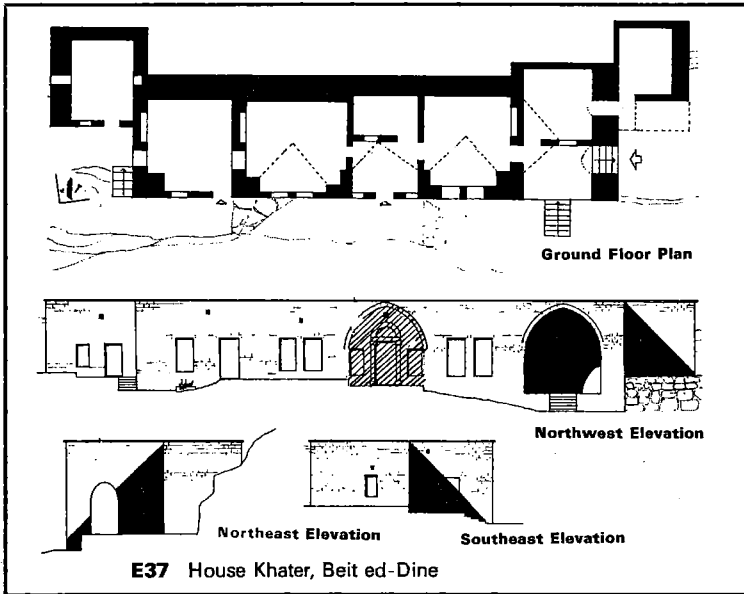 Ground Floor Plan
Northwest Elevation
Northeast Elevation
Southeast Elevation
E37 House Khater, Beit ed-Dine